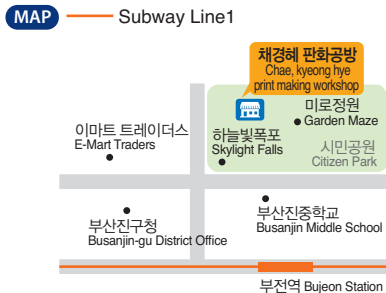 MAP
Subway Line1
채경혜 판화공방
Chae, kyeong hye
print making workshop
미로정원
Garden Maze
이마트 트레이더스
E-Mart Traders
하늘빛폭포
Skylight Falls
시민공원
Citizen Park
부산진구청
Busanjin-gu District Office
부산진중학교
Busanjin Middle School
부전역 Bujeon Station